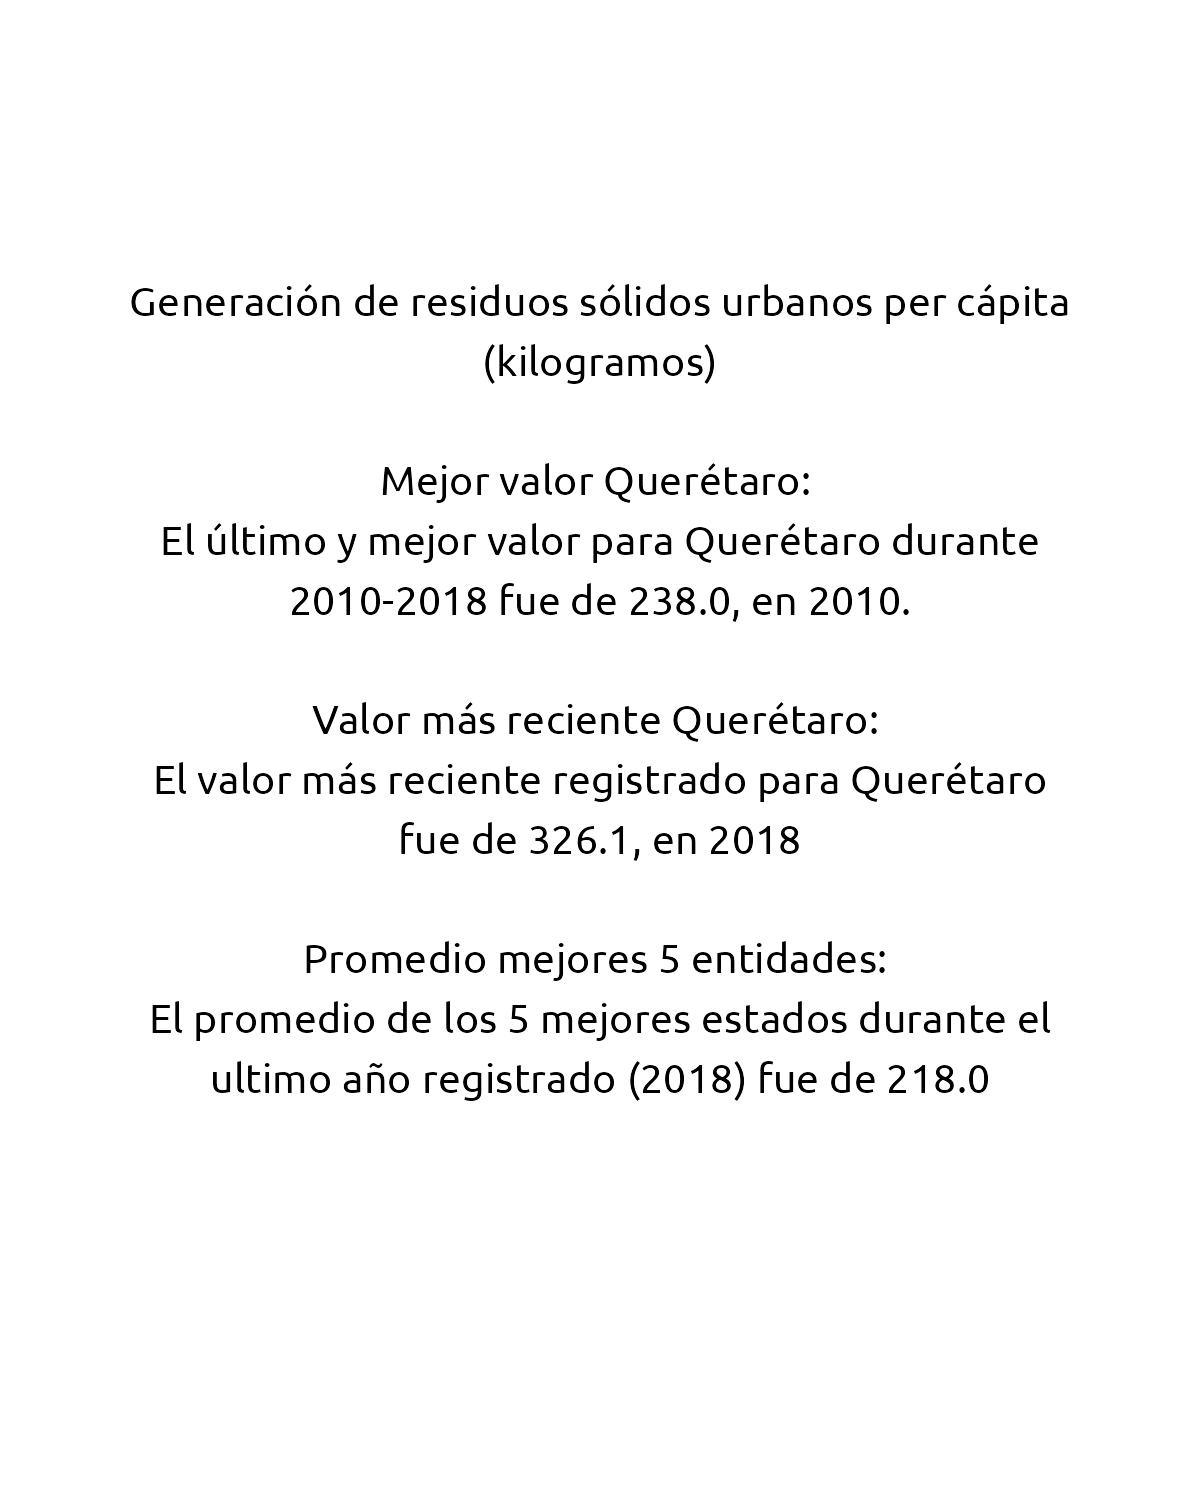 Generación de residuos sólidos urbanos per cápita
(kilogramos)
Mejor valor Querétaro:
El último y mejor valor para Querétaro durante
2010-2018 fue de 238.0, en 2010.
Valor más reciente Querétaro:
El valor más reciente registrado para Querétaro
fue de 326.1, en 2018
Promedio mejores 5 entidades:
El promedio de los 5 mejores estados durante el
ultimo año registrado (2018) fue de 218.0